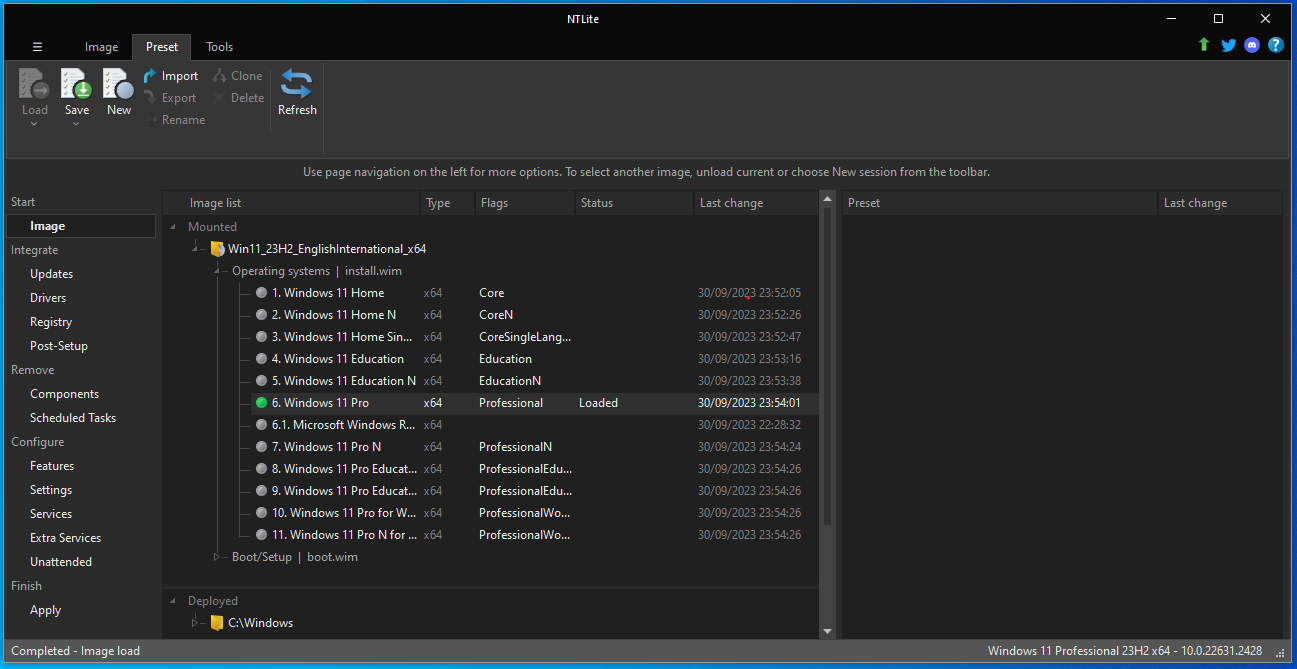 NTLite
Image Preset Tools
Load Save New Import Export Rename Clone Delete Refresh
Use page navigation on the left for more options. To select another image, unload current or choose New session from the toolbar.
Start
Image
Integrate
Updates
Drivers
Registry
Post-Setup
Remove
Components
Scheduled Tasks
Configure
Features
Settings
Services
Extra Services
Unattended
Finish
Apply
Image list Type Flags Status Last change
Mounted
Win11_23H2_EnglishInternational_x64
Operating systems | install.wim
1. Windows 11 Home x64 Core 30/09/2023 23:52:05
2. Windows 11 Home N x64 CoreN 30/09/2023 23:52:26
3. Windows 11 Home Sin... x64 CoreSingleLang... 30/09/2023 23:52:47
4. Windows 11 Education x64 Education 30/09/2023 23:53:16
5. Windows 11 Education N x64 EducationN 30/09/2023 23:53:38
6. Windows 11 Pro x64 Professional Loaded 30/09/2023 23:54:01
6.1. Microsoft Windows R... x64 30/09/2023 22:28:32
7. Windows 11 Pro N x64 ProfessionalN 30/09/2023 23:54:24
8. Windows 11 Pro Educat... x64 ProfessionalEdu... 30/09/2023 23:54:26
9. Windows 11 Pro Educat... x64 ProfessionalEdu... 30/09/2023 23:54:26
10. Windows 11 Pro for W... x64 ProfessionalWo... 30/09/2023 23:54:26
11. Windows 11 Pro N for ... x64 ProfessionalWo... 30/09/2023 23:54:26
Boot/Setup | boot.wim
Deployed
C:\Windows
Preset Last change
Completed - Image load
Windows 11 Professional 23H2 x64 - 10.0.22631.2428